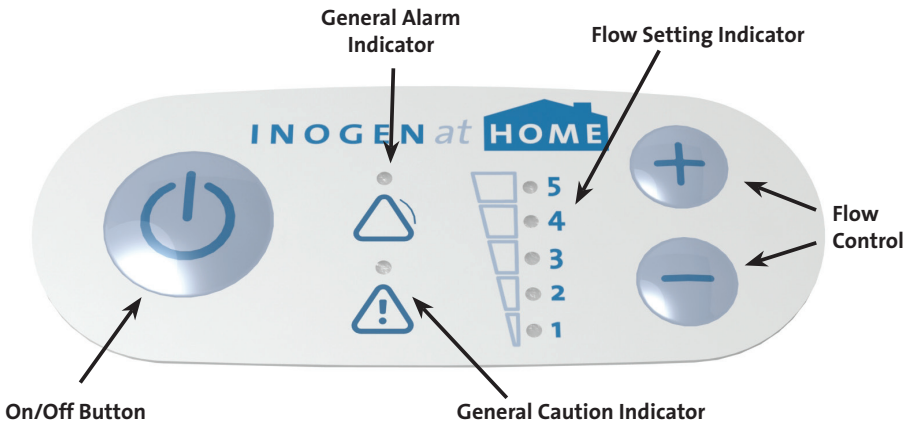 General Alarm
Indicator
Flow Setting Indicator
INOGEN at HOME
5
4
3
2
1
Flow
Control
On/Off Button
General Caution Indicator